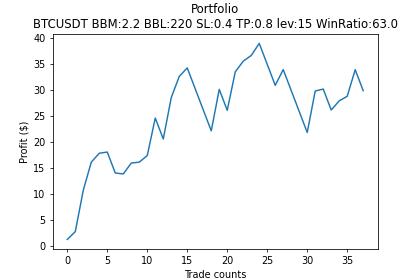 Portfolio
BTCUSDT BBM:2.2 BBL:220 SL:0.4 TP:0.8 lev:15 WinRatio:63.0
40
35
30
25
20
15
10
5
0
Profit ($)
0 5 10 15 20 25 30 35
Trade counts